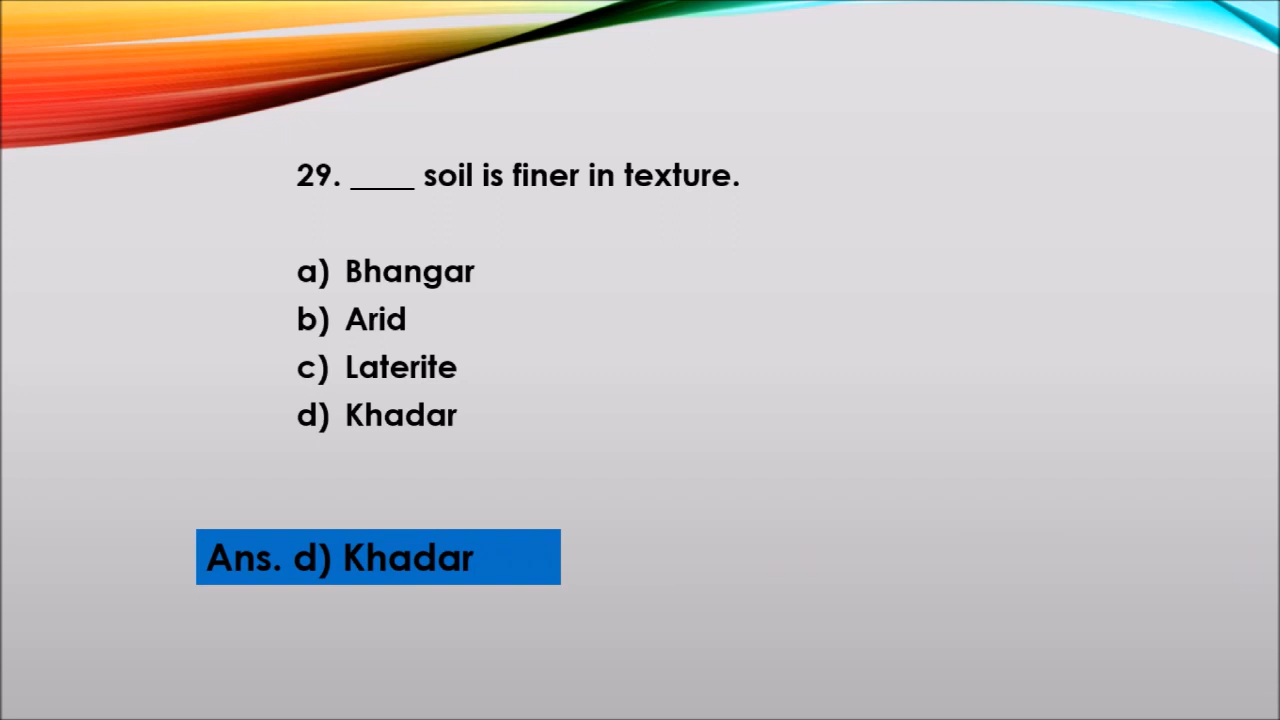 29. ____ soil is finer in texture.
a) Bhangar
b) Arid
c) Laterite
d) Khadar
Ans. d) Khadar